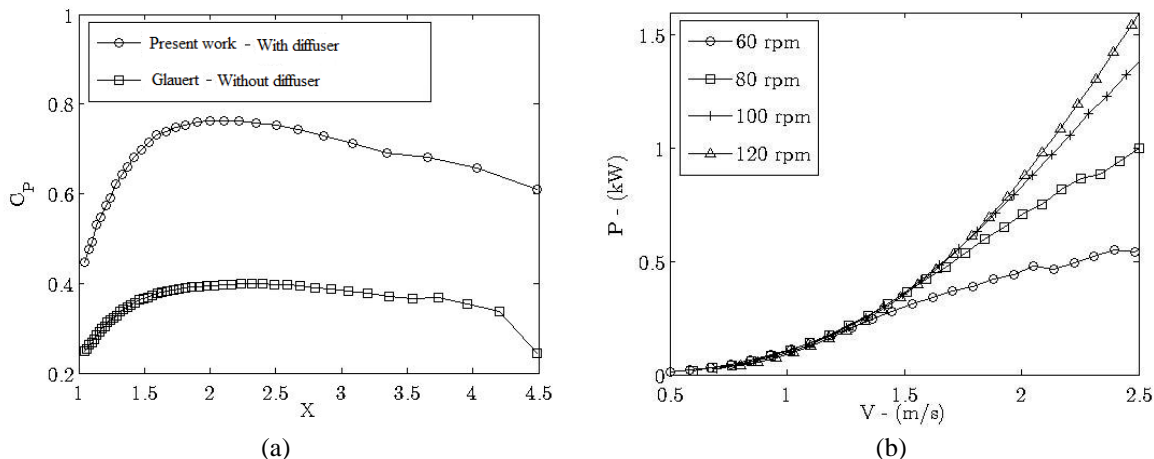 1
0.8
0.6
0.4
0.2
C_P
Present work - With diffuser
Glauert - Without diffuser
1 1.5 2 2.5 3 3.5 4 4.5
X
(a)
1.5
1
0.5
0
P - (kW)
60 rpm
80 rpm
100 rpm
120 rpm
0.5 1 1.5 2 2.5
V - (m/s)
(b)